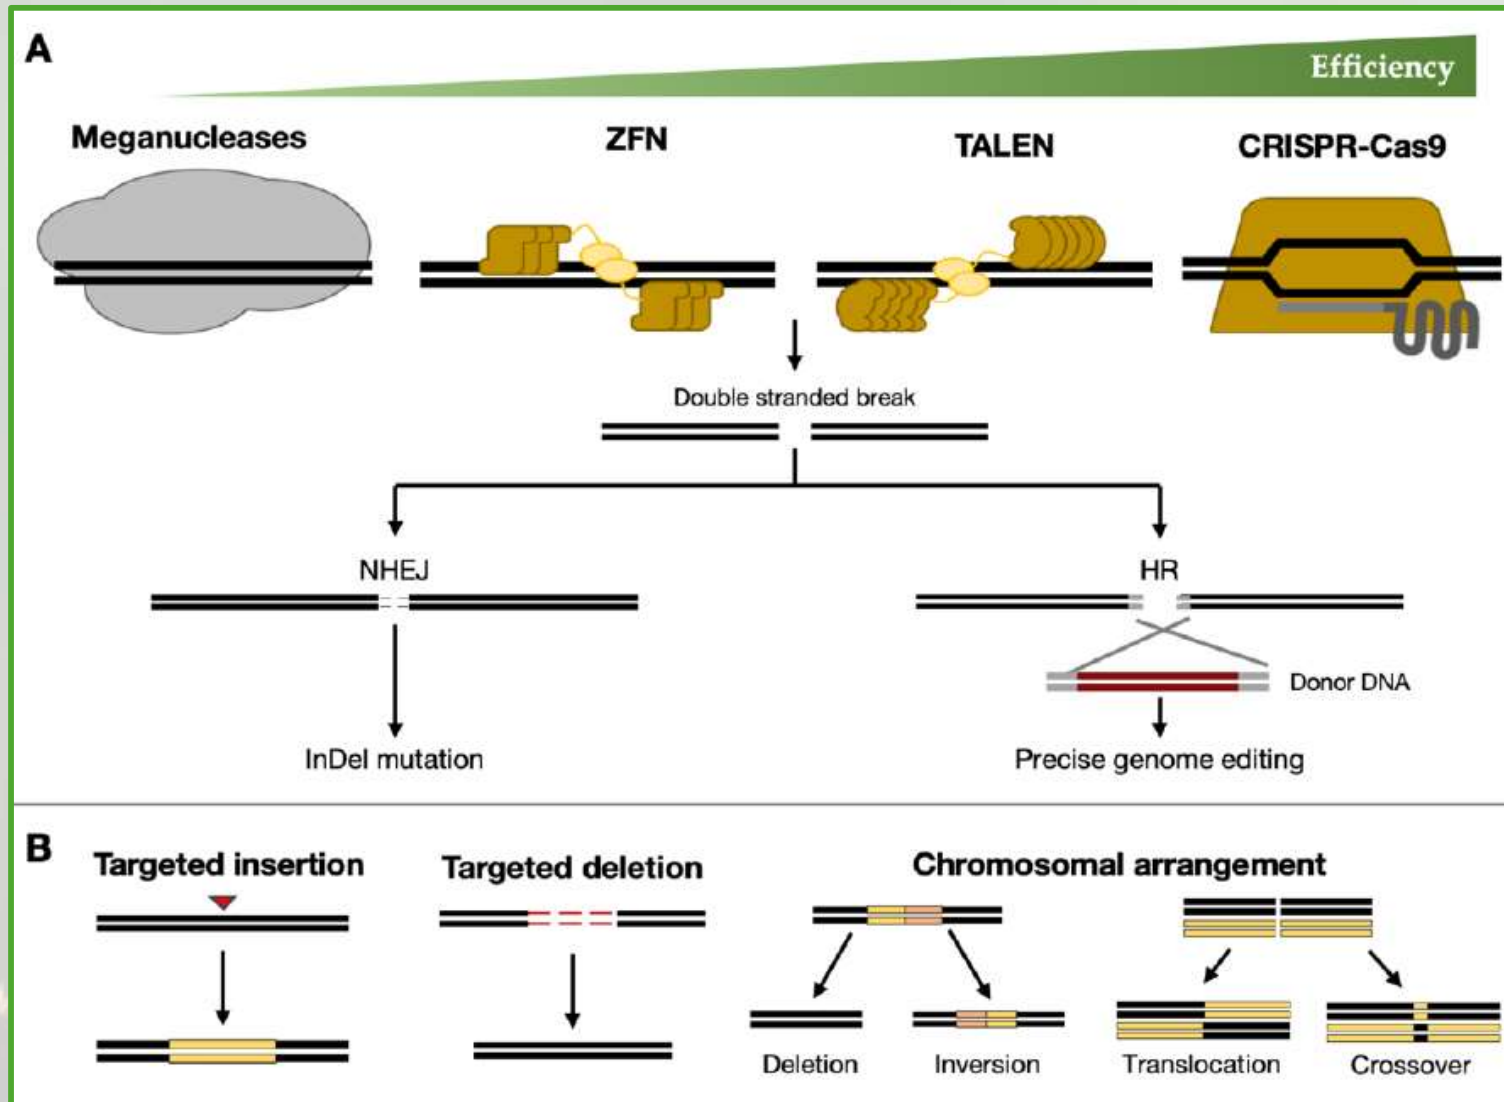 A
Efficiency
Meganucleases
ZFN
TALEN
CRISPR-Cas9
Double stranded break
NHEJ
HR
Donor DNA
InDel mutation
Precise genome editing
B
Targeted insertion
Targeted deletion
Chromosomal arrangement
Deletion
Inversion
Translocation
Crossover